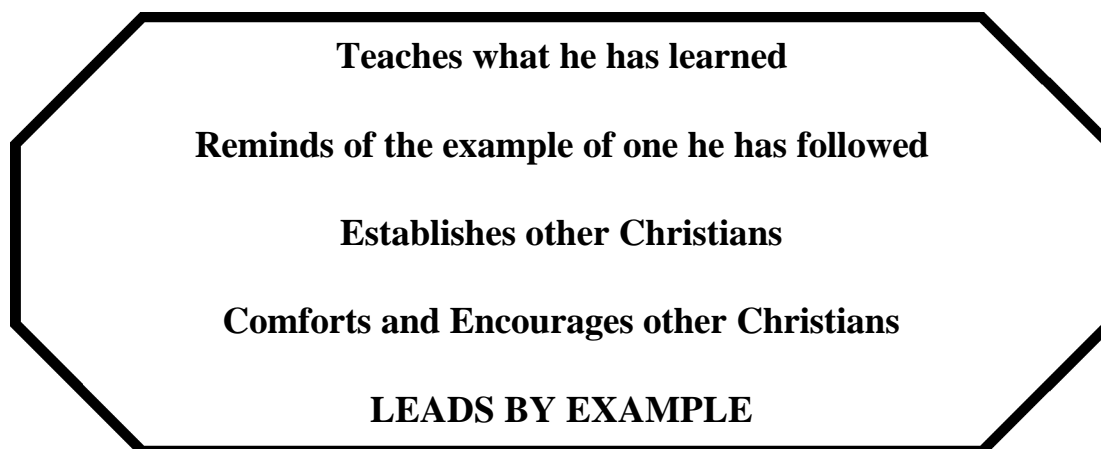 Teaches what he has learned
Reminds of the example of one he has followed
Establishes other Christians
Comforts and Encourages other Christians
LEADS BY EXAMPLE